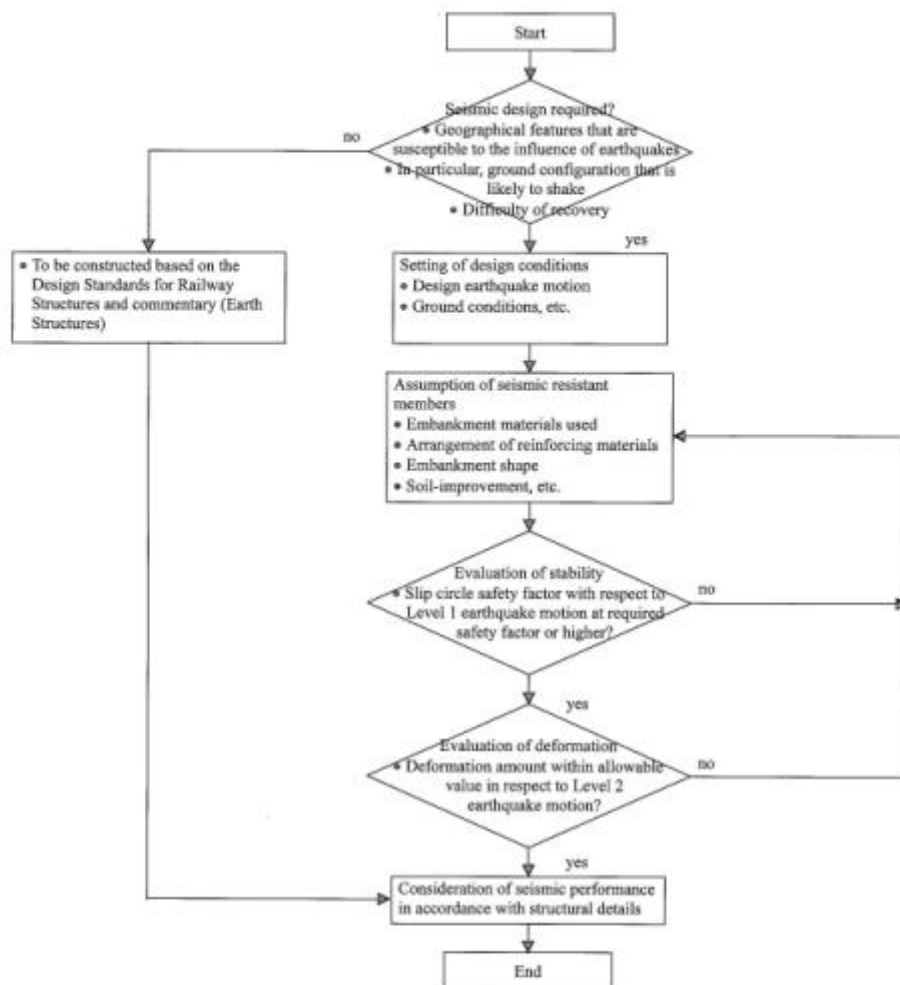 Start
Seismic design required?
• Geographical features that are
susceptible to the influence of earthquakes
• In particular, ground configuration that is
likely to shake
• Difficulty of recovery
no
yes
• To be constructed based on the
Design Standards for Railway
Structures and commentary (Earth
Structures)
Setting of design conditions
• Design earthquake motion
• Ground conditions, etc.
Assumption of seismic resistant
members
• Embankment materials used
• Arrangement of reinforcing materials
• Embankment shape
• Soil-improvement, etc.
Evaluation of stability
• Slip circle safety factor with respect to
Level 1 earthquake motion at required
safety factor or higher?
no
yes
Evaluation of deformation
• Deformation amount within allowable
value in respect to Level 2
earthquake motion?
no
yes
Consideration of seismic performance
in accordance with structural details
End